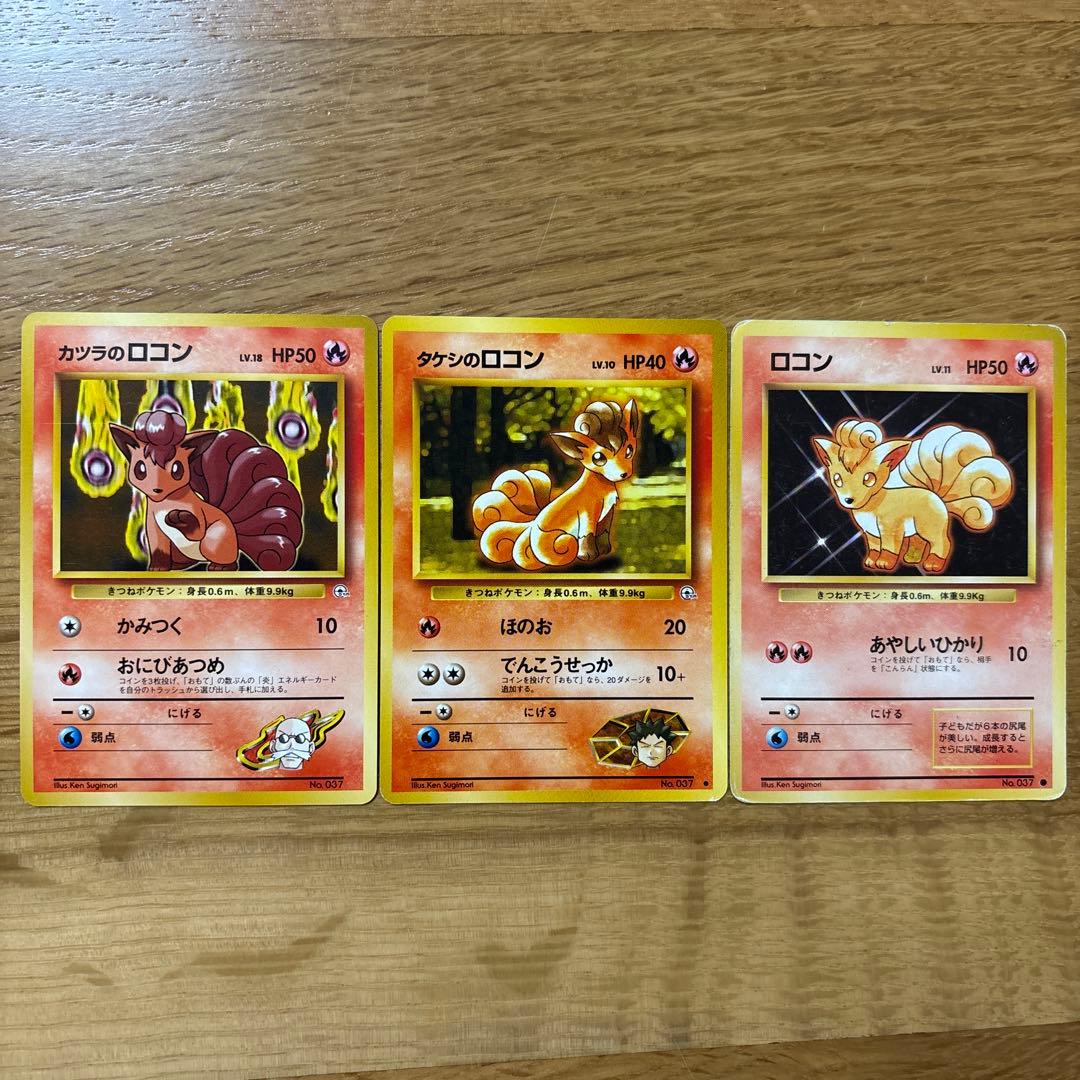 カツラのロコン LV.18 HP50
きつねポケモン：身長0.6m、体重9.9kg
かみつく 10
おにびあつめ
コインを3枚投げ、「おもて」の数ぶんの「炎」エネルギーカード
を自分のトラッシュから選び出し、手札に加える。
ー にげる
弱点
Illus.Ken Sugimori No. 037
タケシのロコン LV.10 HP40
きつねポケモン：身長0.6m、体重9.9kg
ほのお 20
でんこうせっか 10+
コインを投げて「おもて」なら、20ダメージを
追加する。
ー にげる
弱点
Illus.Ken Sugimori No. 037 ●
ロコン LV.11 HP50
きつねポケモン：身長0.6m、体重9.9Kg
あやしいひかり 10
コインを投げて「おもて」なら、相手
を「こんらん」状態にする。
ー にげる
弱点
子どもだが6本の尻尾
が美しい。成長すると
さらに尻尾が増える。
Illus.Ken Sugimori No. 037 ●